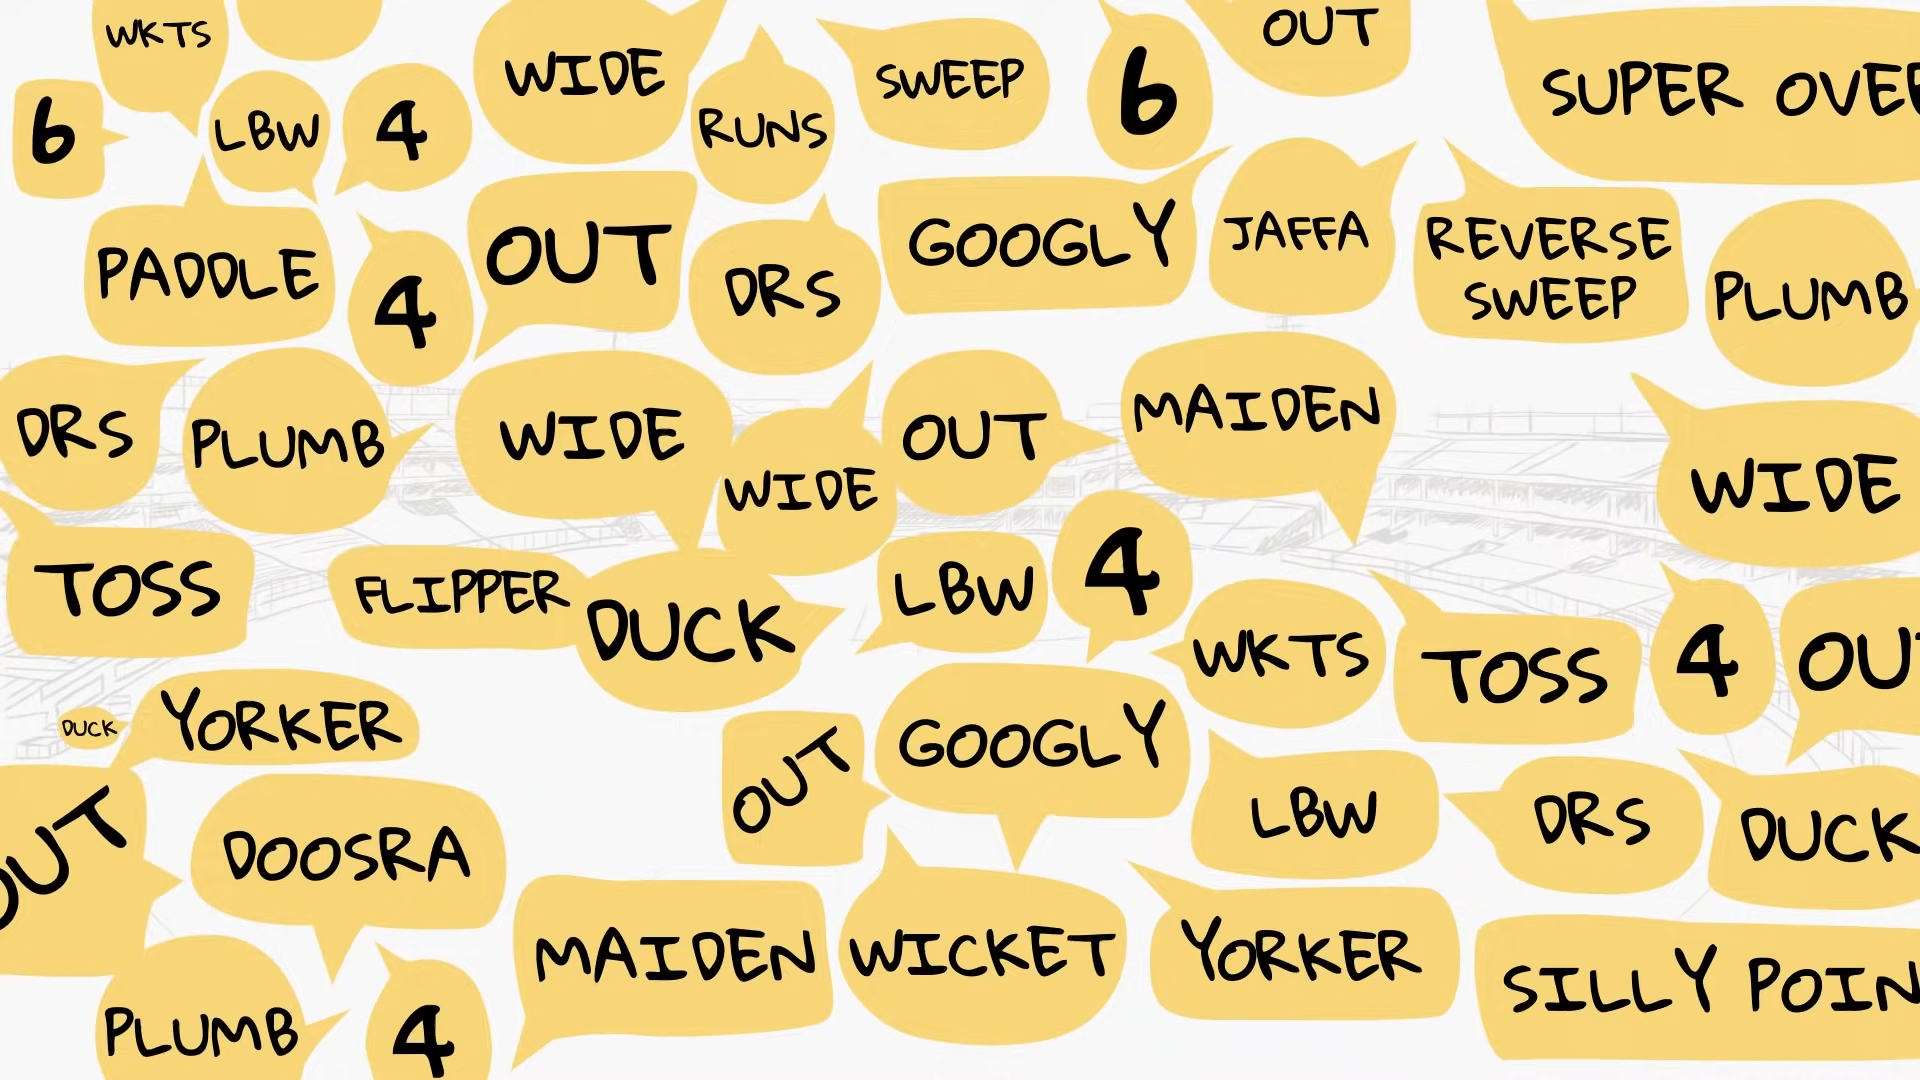 WKTS
OUT
WIDE
SWEEP
6
SUPER OVE
6
LBW
4
RUNS
PADDLE
4
OUT
DRS
GOOGLY
JAFFA
REVERSE
SWEEP
PLUMB
DRS
PLUMB
WIDE
WIDE
OUT
MAIDEN
WIDE
TOSS
FLIPPER
DUCK
LBW
4
WKTS
TOSS
4
OU
DUCK
YORKER
OUT
GOOGLY
LBW
DRS
DUCK
OUT
DOOSRA
MAIDEN
WICKET
YORKER
SILLY POIN
PLUMB
4